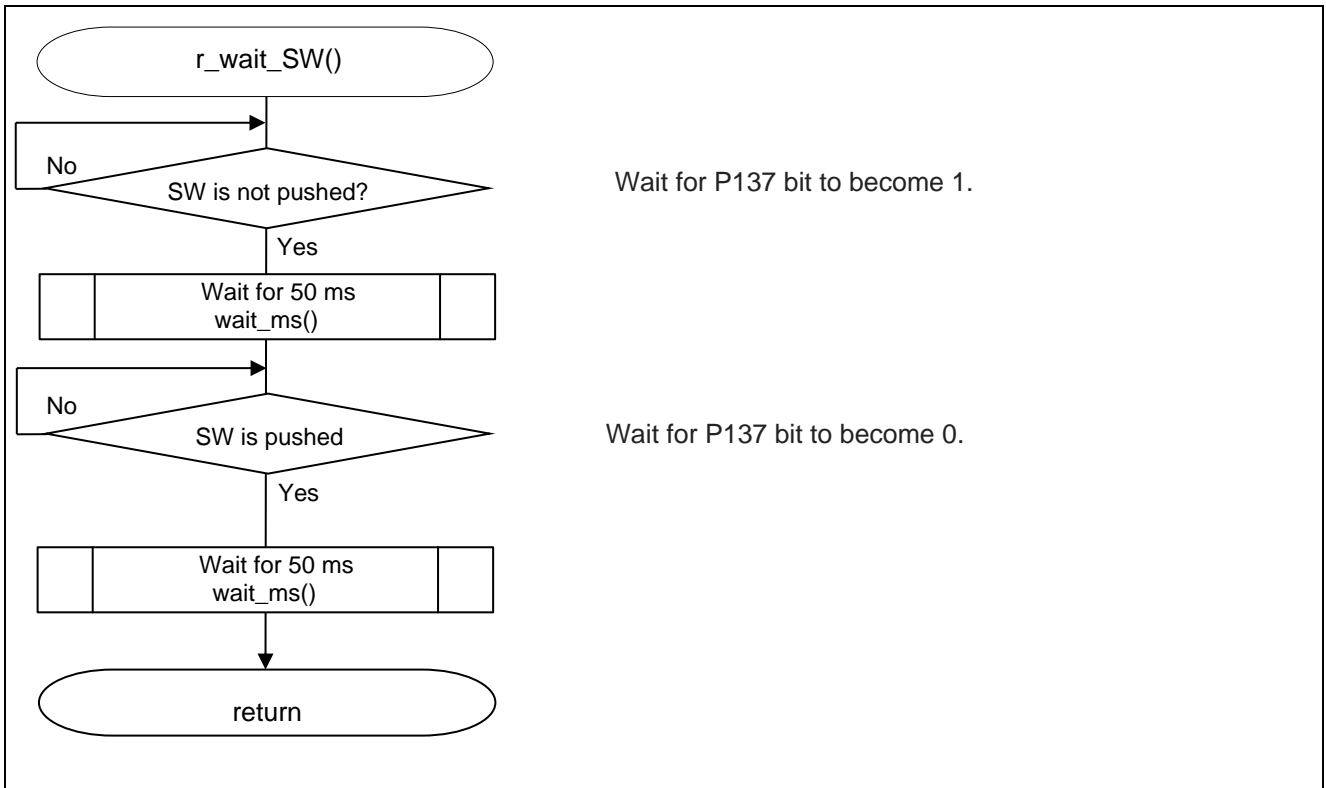 r_wait_SW()
No
SW is not pushed?
Wait for P137 bit to become 1.
Yes
Wait for 50 ms
wait_ms()
No
SW is pushed
Wait for P137 bit to become 0.
Yes
Wait for 50 ms
wait_ms()
return